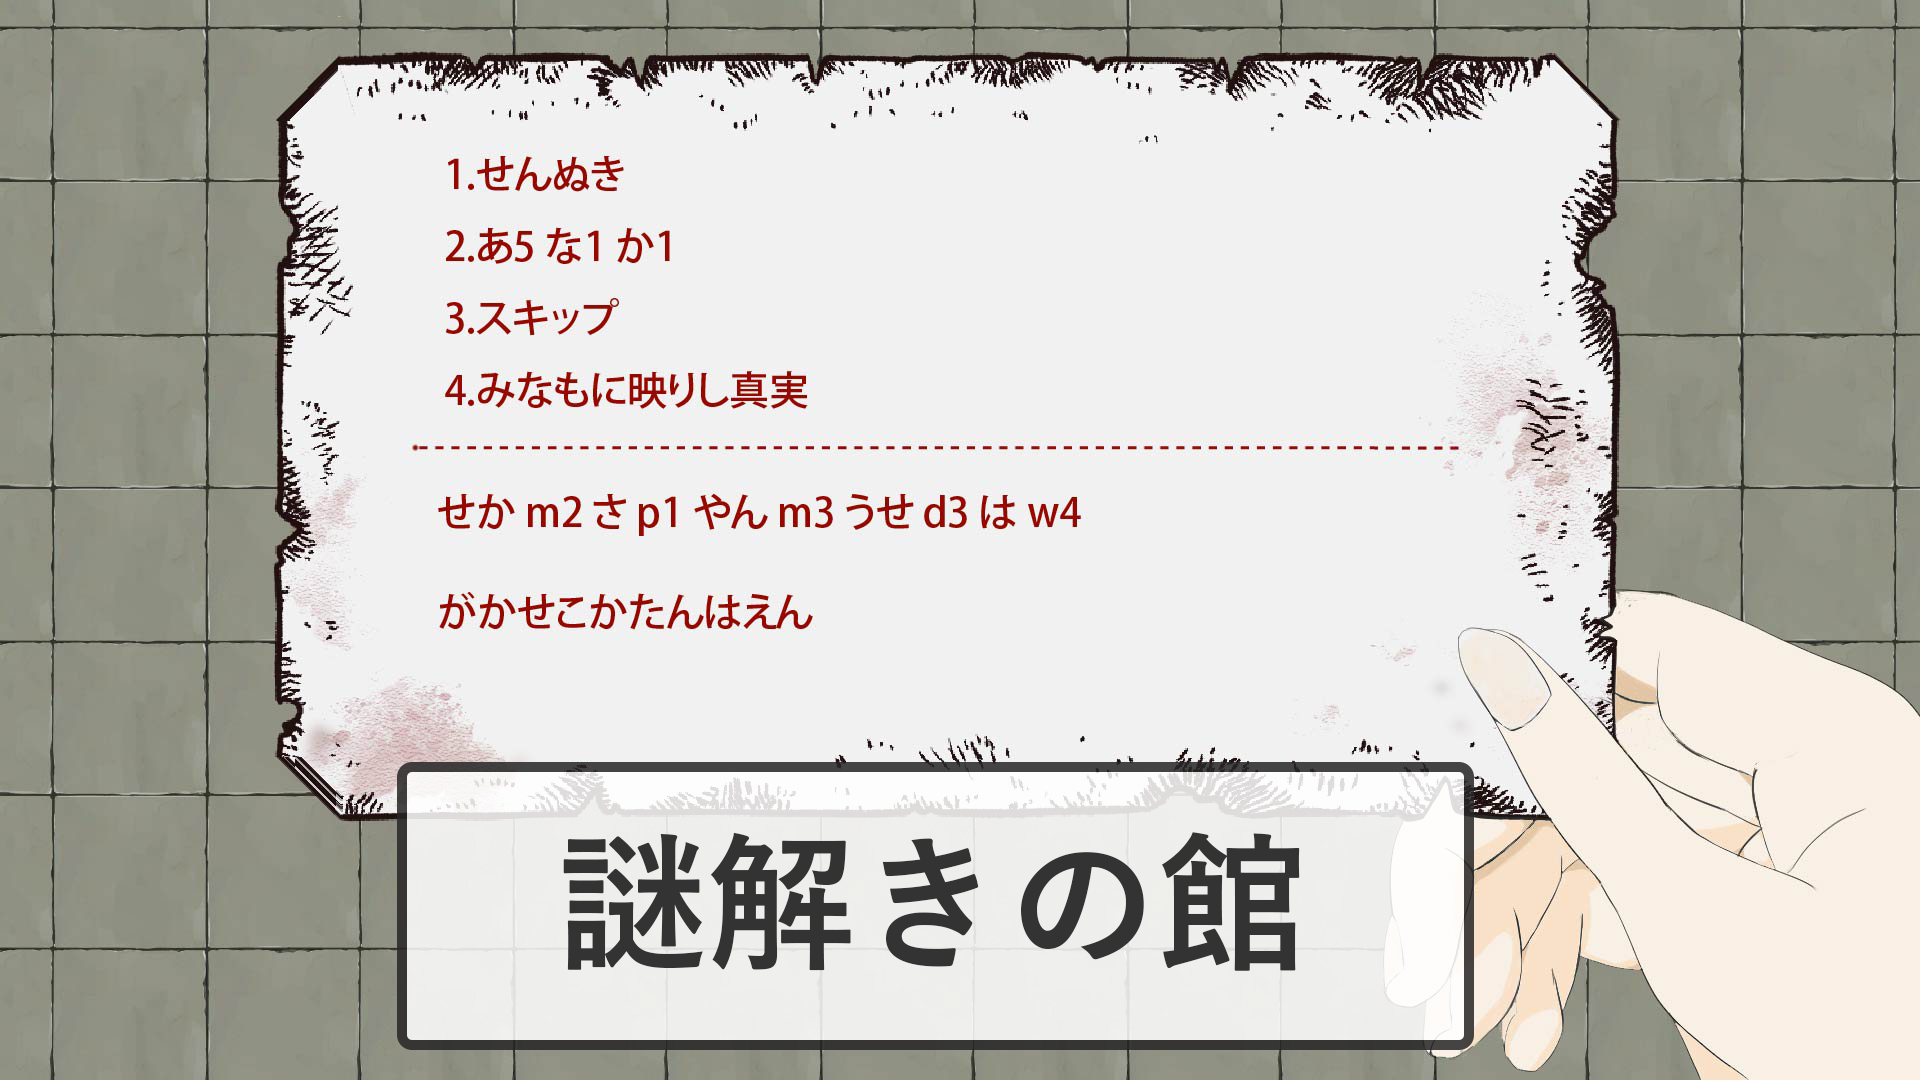 1.せんぬき
2.あ5 な1 か1
3.スキップ
4.みなもに映りし真実
せか m2 さ p1 やん m3 うせ d3 は w4
がかせこかたんはえん
謎解きの館